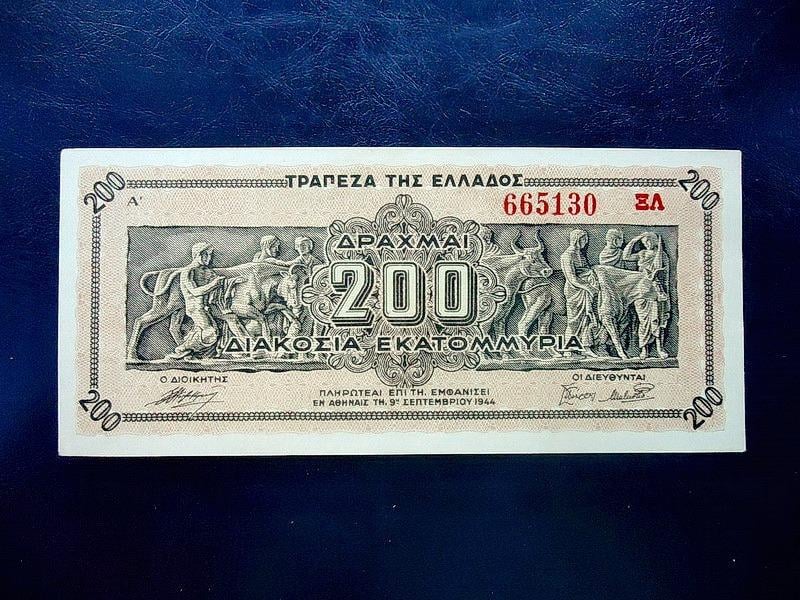 ΤΡΑΠΕΖΑ ΤΗΣ ΕΛΛΑΔΟΣ
200
200
Α'
665130 ΞΛ
ΔΡΑΧΜΑΙ
200
ΔΙΑΚΟΣΙΑ ΕΚΑΤΟΜΜΥΡΙΑ
Ο ΔΙΟΙΚΗΤΗΣ
ΟΙ ΔΙΕΥΘΥΝΤΑΙ
ΠΛΗΡΩΤΕΑΙ ΕΠΙ ΤΗ, ΕΜΦΑΝΙΣΕΙ
ΕΝ ΑΘΗΝΑΙΣ ΤΗ, 9ῃ ΣΕΠΤΕΜΒΡΙΟΥ 1944
200
200